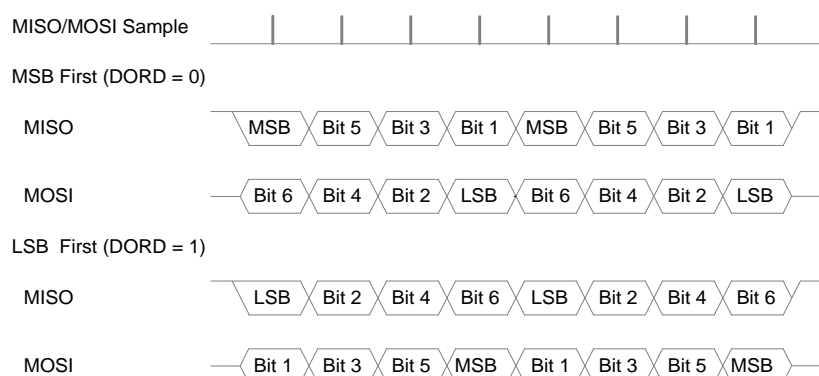 MISO/MOSI Sample
MSB First (DORD = 0)
MISO MSB Bit 5 Bit 3 Bit 1 MSB Bit 5 Bit 3 Bit 1
MOSI Bit 6 Bit 4 Bit 2 LSB Bit 6 Bit 4 Bit 2 LSB
LSB First (DORD = 1)
MISO LSB Bit 2 Bit 4 Bit 6 LSB Bit 2 Bit 4 Bit 6
MOSI Bit 1 Bit 3 Bit 5 MSB Bit 1 Bit 3 Bit 5 MSB